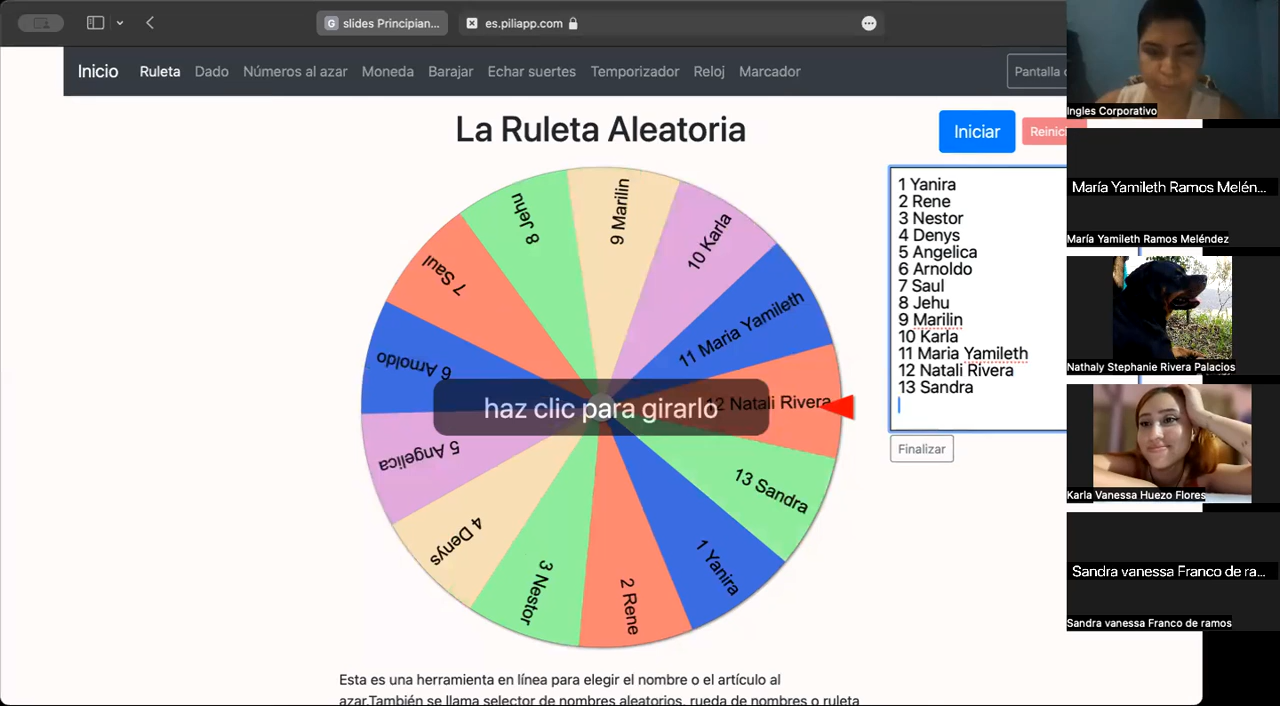 slides Principian...
es.piliapp.com
Inicio Ruleta Dado Números al azar Moneda Barajar Echar suertes Temporizador Reloj Marcador
La Ruleta Aleatoria
Iniciar
1 Yanira
2 Rene
3 Nestor
4 Denys
5 Angelica
6 Arnoldo
7 Saul
8 Jehu
9 Marilin
10 Karla
11 Maria Yamileth
12 Natali Rivera
13 Sandra
Finalizar
7 Saul
8 Jehu
9 Marilin
10 Karla
11 Maria Yamileth
12 Natali Rivera
13 Sandra
1 Yanira
2 Rene
3 Nestor
4 Denys
5 Angelica
6 Arnoldo
haz clic para girarlo
Esta es una herramienta en línea para elegir el nombre o el artículo al
azar.También se llama selector de nombres aleatorios, rueda de nombres o ruleta
Ingles Corporativo
María Yamileth Ramos Melén...
María Yamileth Ramos Meléndez
Nathaly Stephanie Rivera Palacios
Karla Vanessa Huezo Flores
Sandra vanessa Franco de ra...
Sandra vanessa Franco de ramos